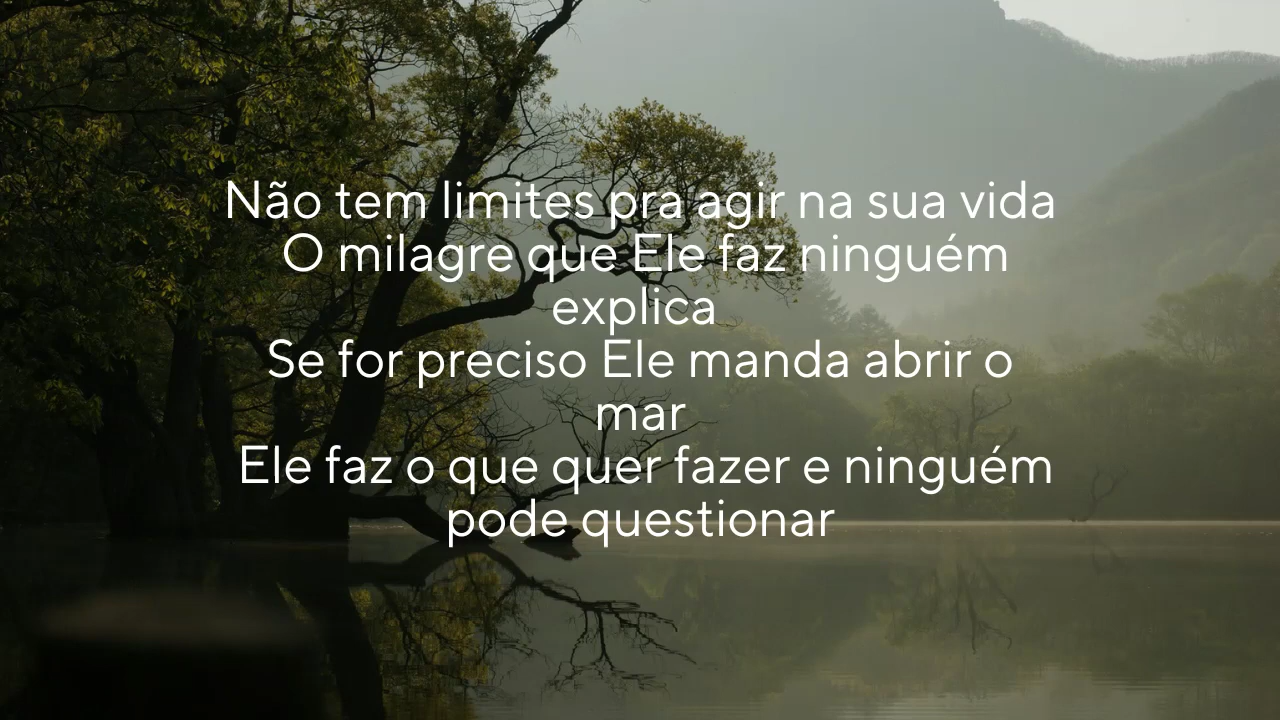 Não tem limites pra agir na sua vida
O milagre que Ele faz ninguém
explica
Se for preciso Ele manda abrir o
mar
Ele faz o que quer fazer e ninguém
pode questionar